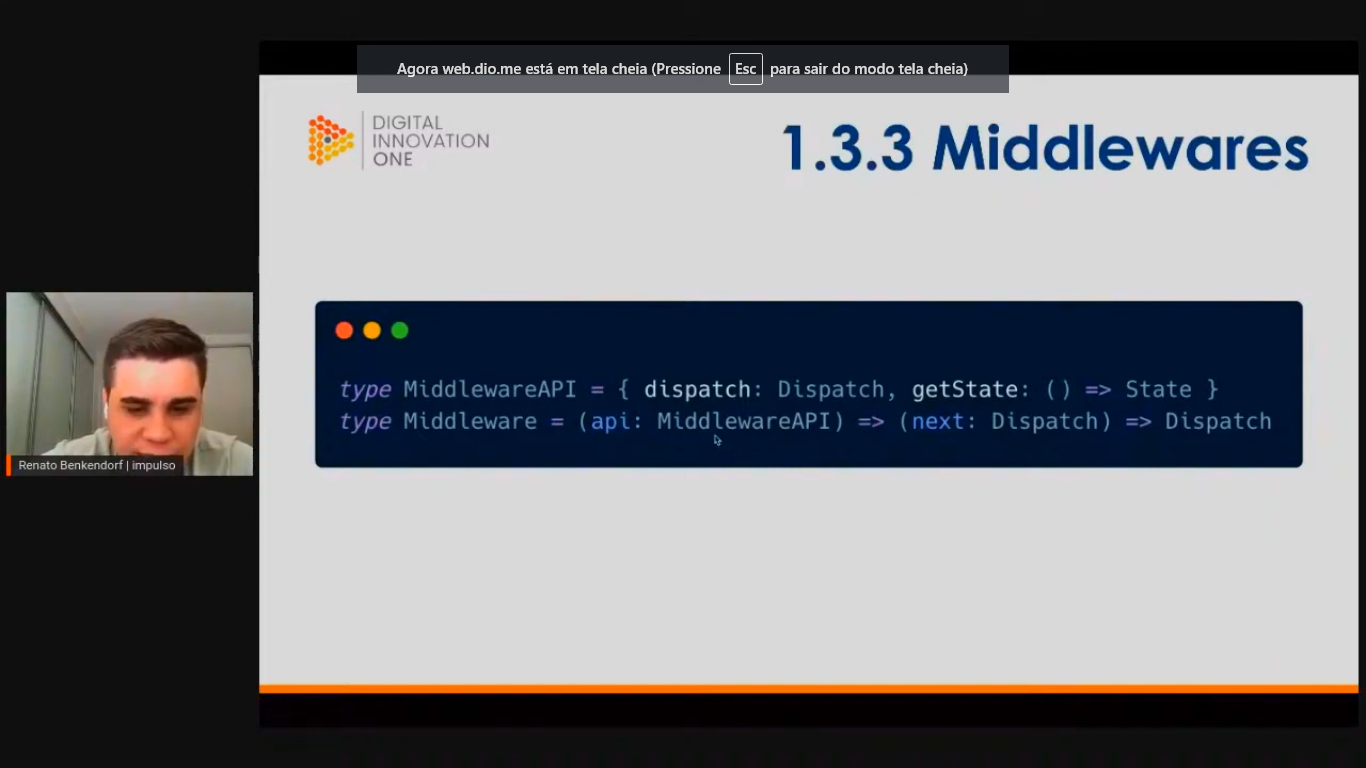 Agora web.dio.me está em tela cheia (Pressione Esc para sair do modo tela cheia)
DIGITAL
INNOVATION
ONE
1.3.3 Middlewares
type MiddlewareAPI = { dispatch: Dispatch, getState: () => State }
type Middleware = (api: MiddlewareAPI) => (next: Dispatch) => Dispatch
Renato Benkendorf | impulso